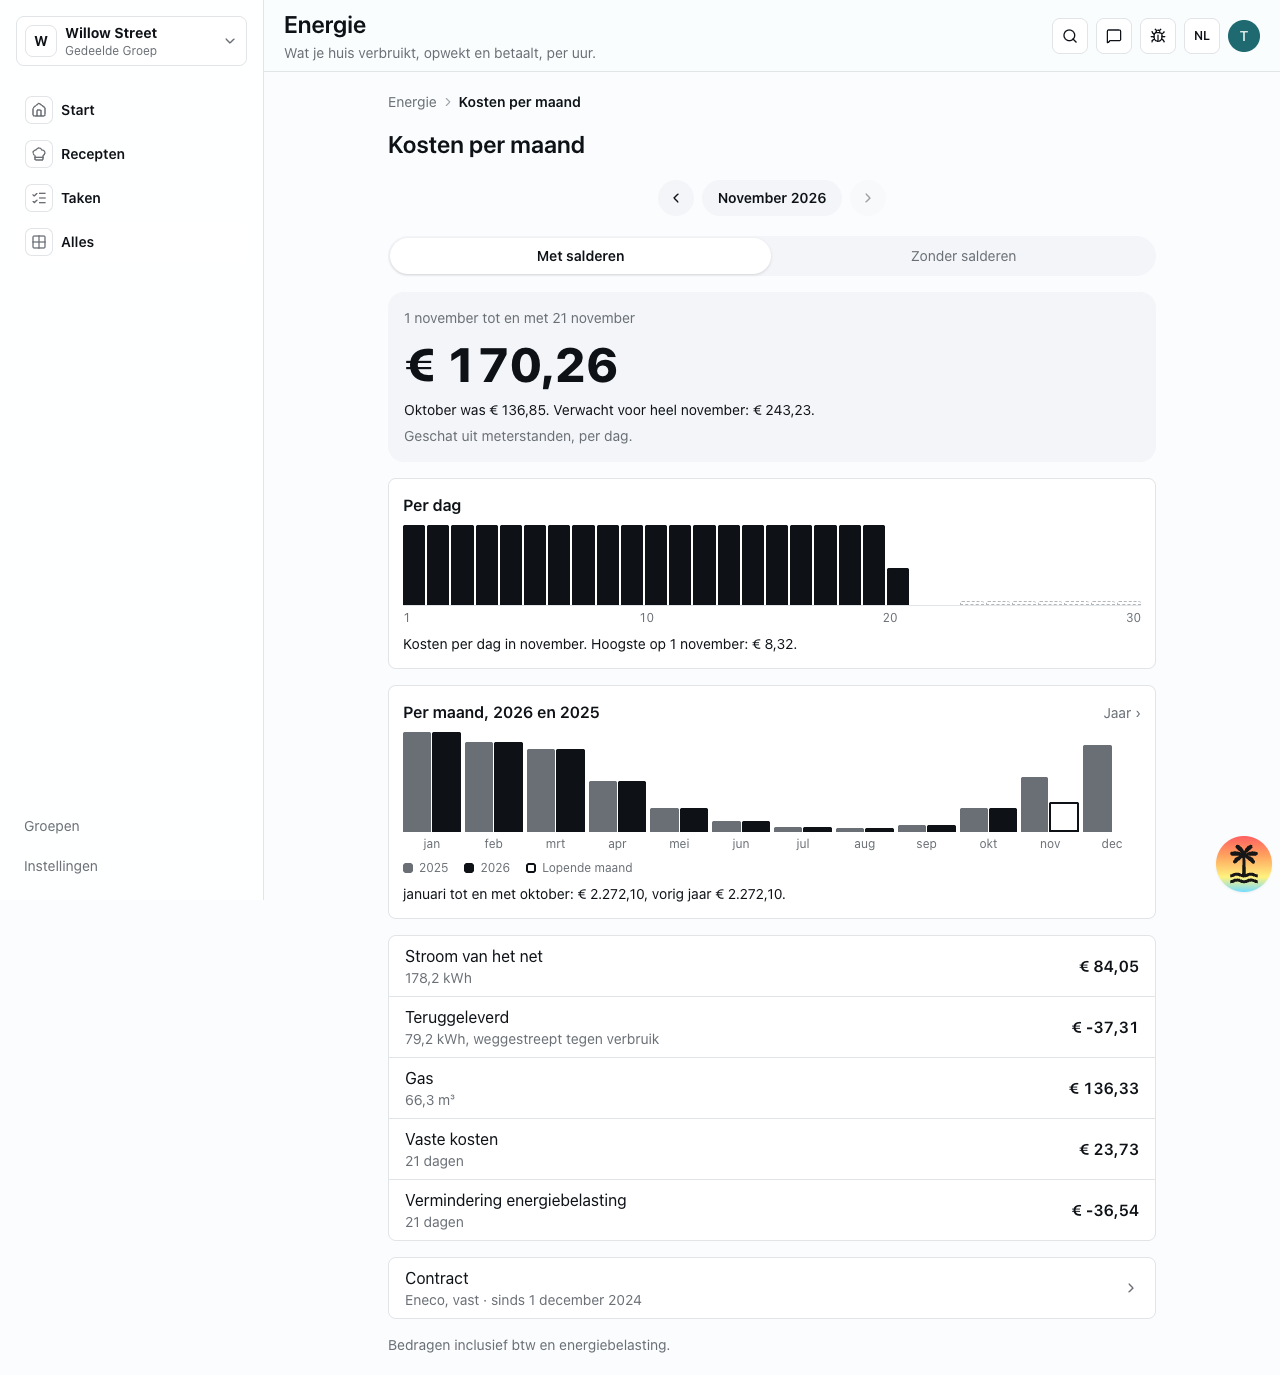 W
Willow Street
Gedeelde Groep
Start
Recepten
Taken
Alles
Groepen
Instellingen
Energie
Wat je huis verbruikt, opwekt en betaalt, per uur.
NL
T
Energie > Kosten per maand
Kosten per maand
November 2026
Met salderen
Zonder salderen
1 november tot en met 21 november
€ 170,26
Oktober was € 136,85. Verwacht voor heel november: € 243,23.
Geschat uit meterstanden, per dag.
Per dag
1 10 20 30
Kosten per dag in november. Hoogste op 1 november: € 8,32.
Per maand, 2026 en 2025
Jaar ›
jan feb mrt apr mei jun jul aug sep okt nov dec
2025 2026 Lopende maand
januari tot en met oktober: € 2.272,10, vorig jaar € 2.272,10.
Stroom van het net
178,2 kWh
€ 84,05
Teruggeleverd
79,2 kWh, weggestreept tegen verbruik
€ -37,31
Gas
66,3 m³
€ 136,33
Vaste kosten
21 dagen
€ 23,73
Vermindering energiebelasting
21 dagen
€ -36,54
Contract
Eneco, vast · sinds 1 december 2024
Bedragen inclusief btw en energiebelasting.